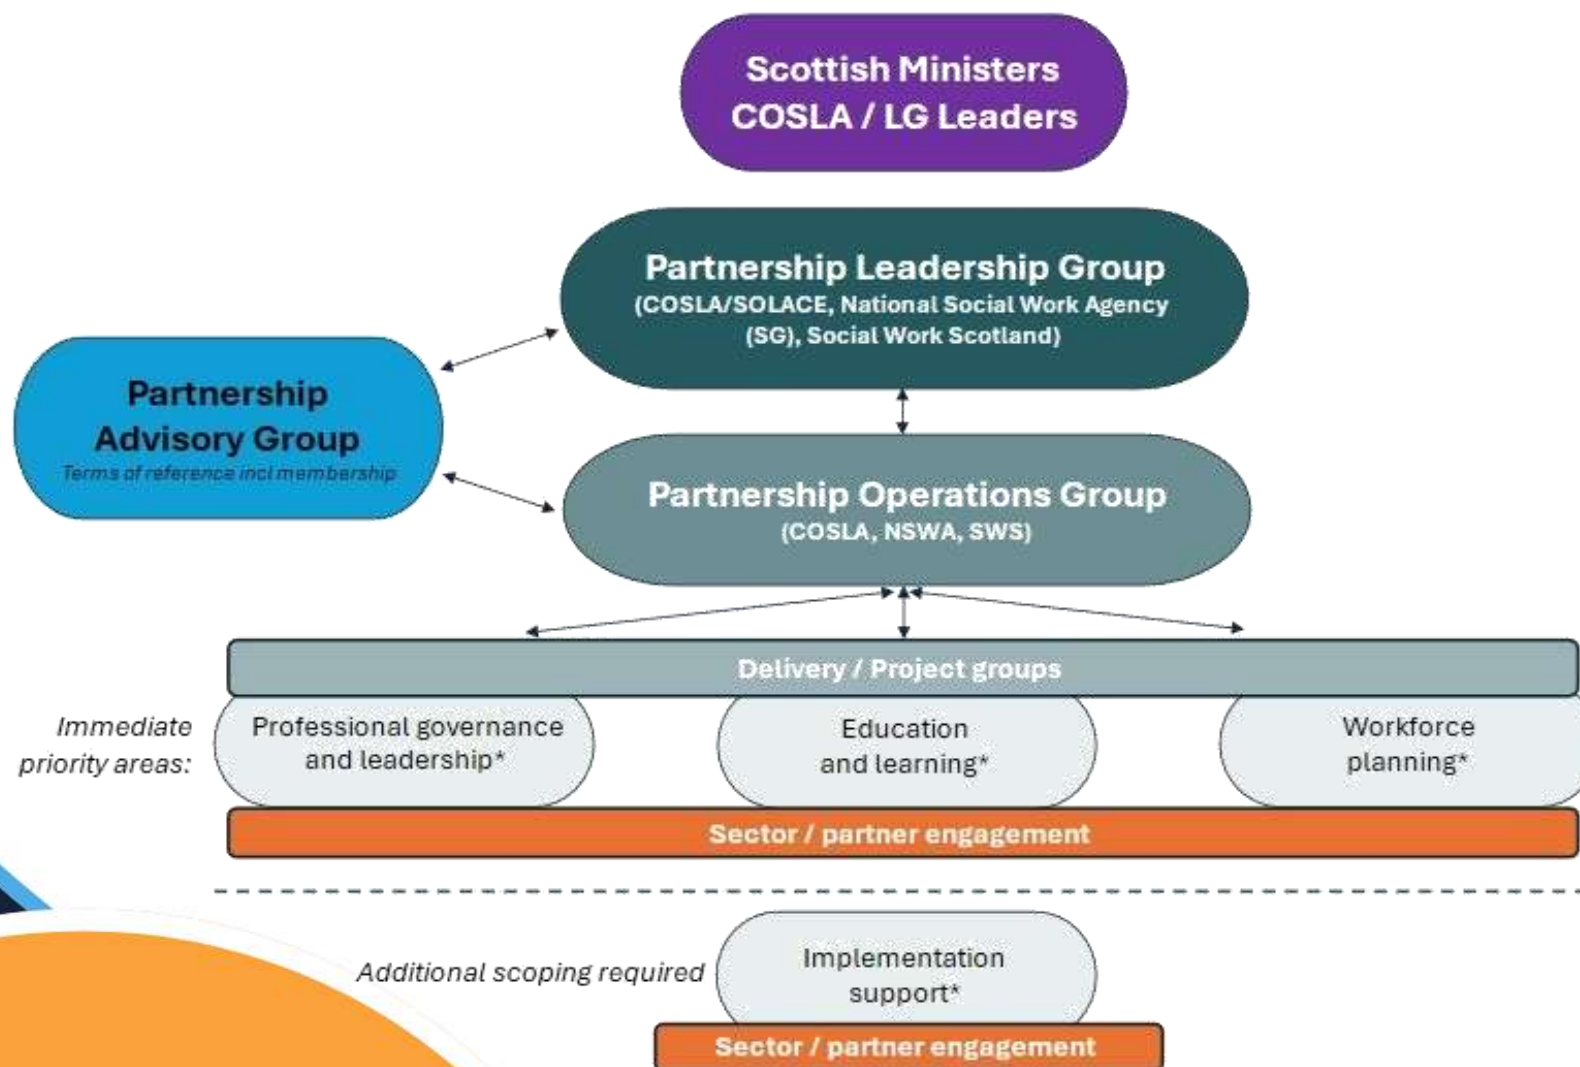 Scottish Ministers
COSLA / LG Leaders
Partnership Leadership Group
(COSLA/SOLACE, National Social Work Agency
(SG), Social Work Scotland)
Partnership
Advisory Group
Terms of reference incl membership
Partnership Operations Group
(COSLA, NSWA, SWS)
Delivery / Project groups
Immediate
priority areas:
Professional governance
and leadership*
Education
and learning*
Workforce
planning*
Sector / partner engagement
Additional scoping required
Implementation
support*
Sector / partner engagement